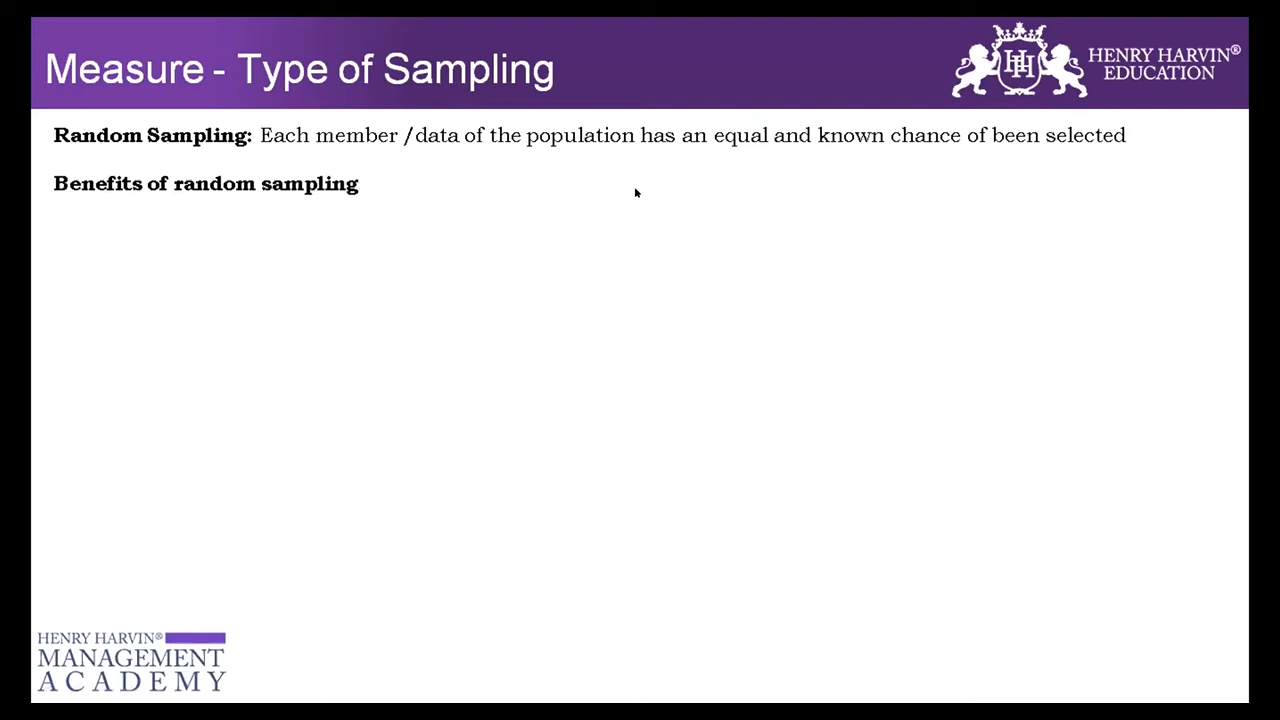 Measure - Type of Sampling
HENRY HARVIN®
EDUCATION
Random Sampling: Each member /data of the population has an equal and known chance of been selected
Benefits of random sampling
HENRY HARVIN®
MANAGEMENT
ACADEMY